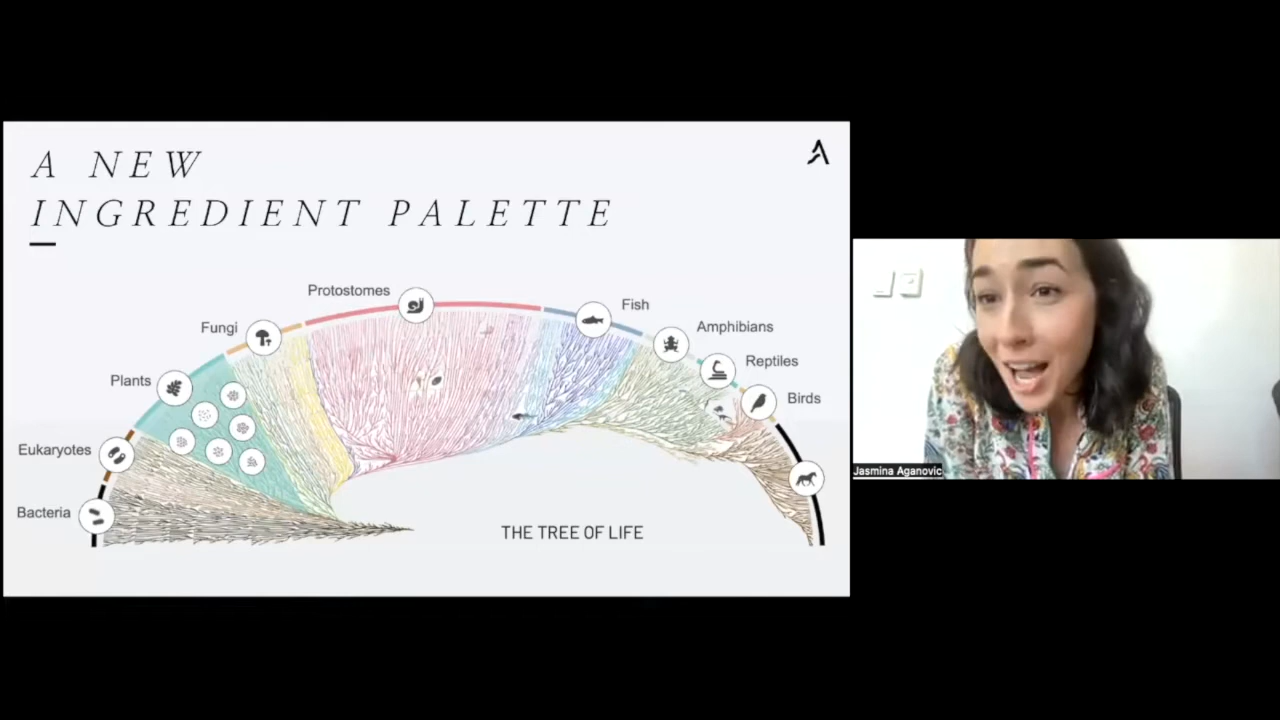 A NEW
INGREDIENT PALETTE
Protostomes
Fish
Fungi
Amphibians
Reptiles
Plants
Birds
Eukaryotes
Bacteria
THE TREE OF LIFE
Jasmina Aganovic